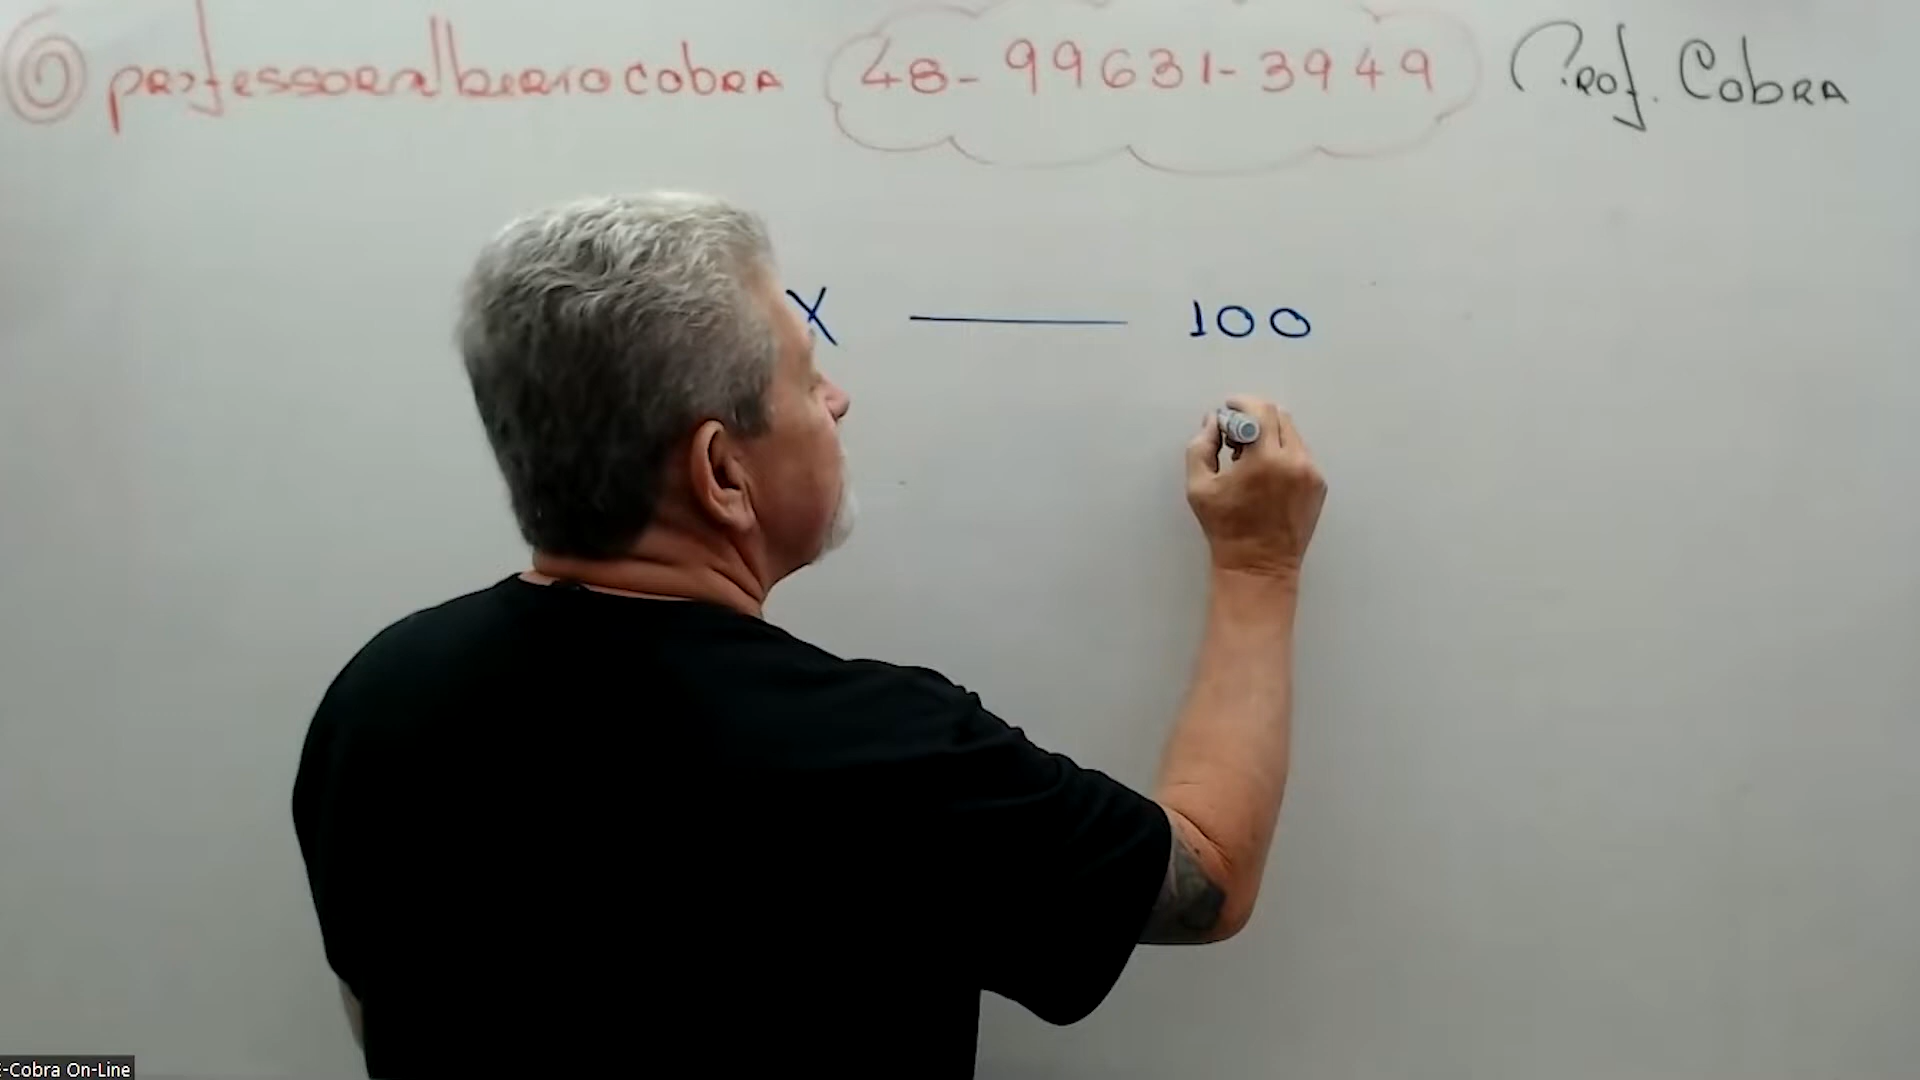 professoralbertocobra 48-99631-3949 Prof. Cobra
X — 100
E-Cobra On-Line